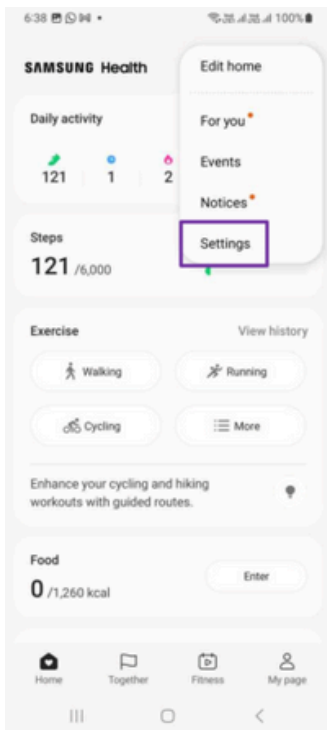 6:38 100%
SAMSUNG Health
Edit home
Daily activity
For you
121 1 2
Events
Notices
Steps
Settings
121 /6,000
Exercise View history
Walking Running
Cycling More
Enhance your cycling and hiking
workouts with guided routes.
Food
0 /1,260 kcal Enter
Home Together Fitness My page